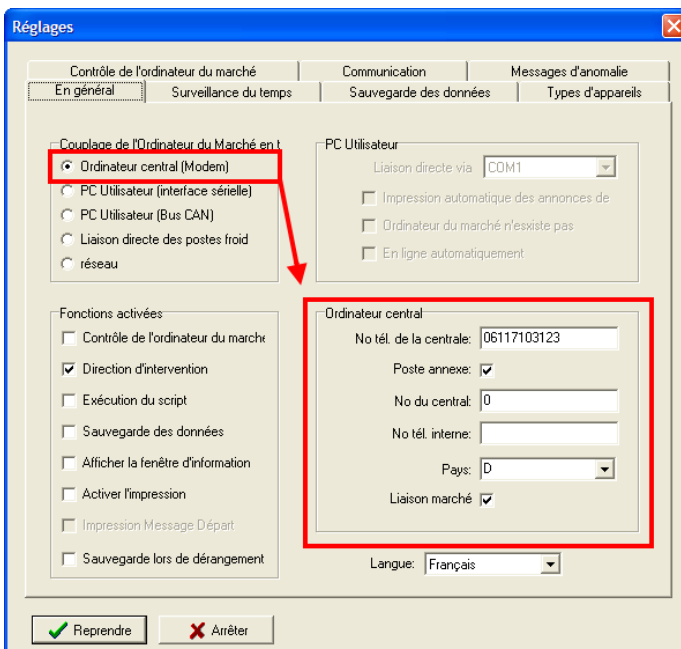 Réglages
Contrôle de l'ordinateur du marché
Communication
Messages d'anomalie
En général
Surveillance du temps
Sauvegarde des données
Types d'appareils
Couplage de l'Ordinateur du Marché en t
Ordinateur central (Modem)
PC Utilisateur (interface sérielle)
PC Utilisateur (Bus CAN)
Liaison directe des postes froid
réseau
PC Utilisateur
Liaison directe via COM1
Impression automatique des annonces de
Ordinateur du marché n'esxiste pas
En ligne automatiquement
Fonctions activées
Contrôle de l'ordinateur du marche
Direction d'intervention
Exécution du script
Sauvegarde des données
Afficher la fenêtre d'information
Activer l'impression
Impression Message Départ
Sauvegarde lors de dérangement
Ordinateur central
No tél. de la centrale: 06117103123
Poste annexe:
No du central: 0
No tél. interne:
Pays: D
Liaison marché
Langue: Français
Reprendre
Arrêter